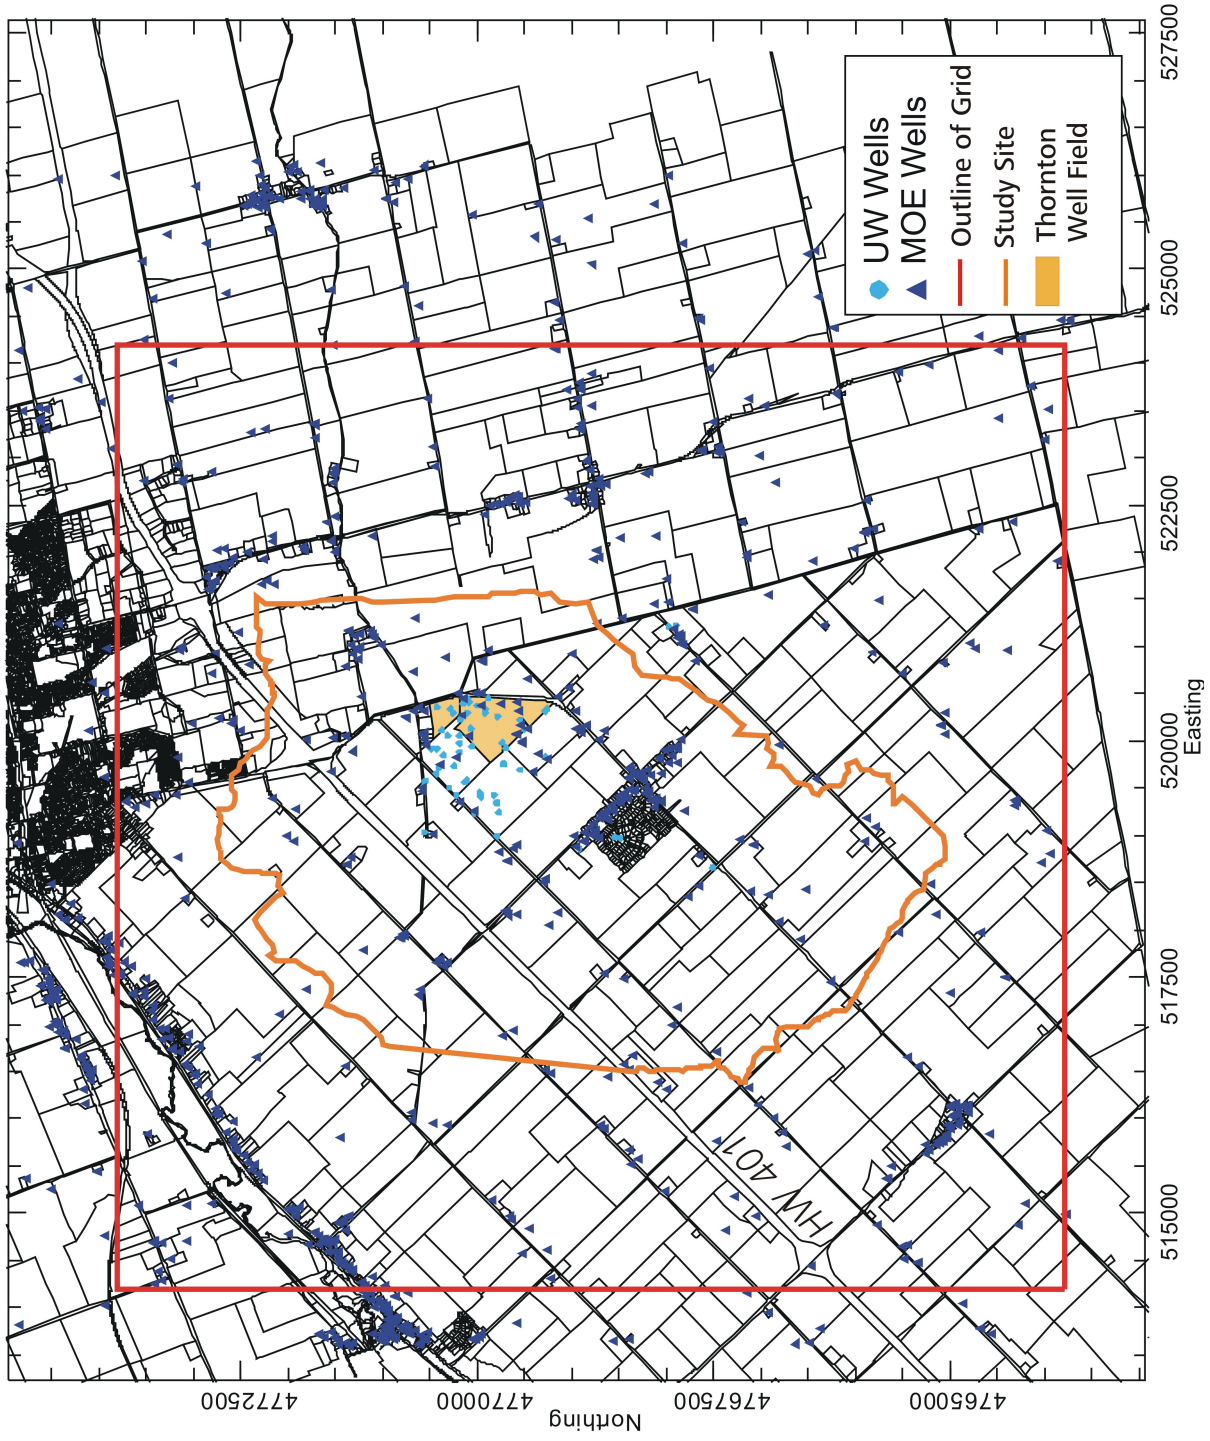 UW Wells
MOE Wells
Outline of Grid
Study Site
Thornton
Well Field
HW 401
Northing
4772500
4770000
4767500
4765000
515000
517500
520000
522500
525000
527500
Easting